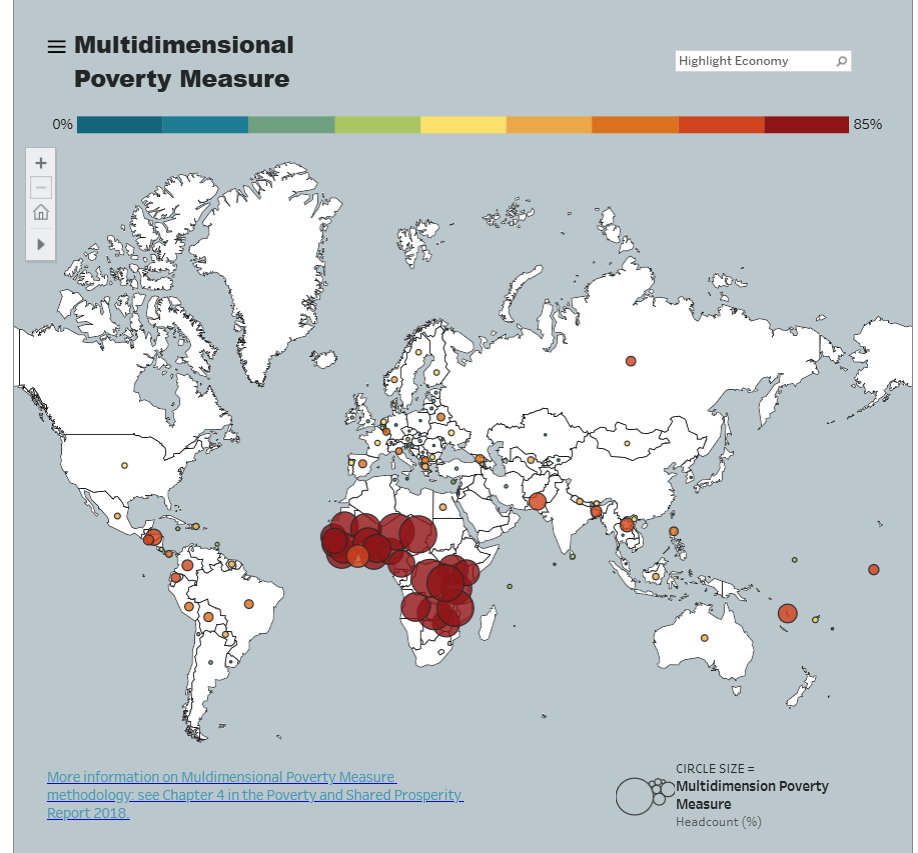 Multidimensional
Poverty Measure
Highlight Economy
0%
85%
More information on Muldimensional Poverty Measure
methodology: see Chapter 4 in the Poverty and Shared Prosperity
Report 2018.
CIRCLE SIZE =
Multidimension Poverty
Measure
Headcount (%)